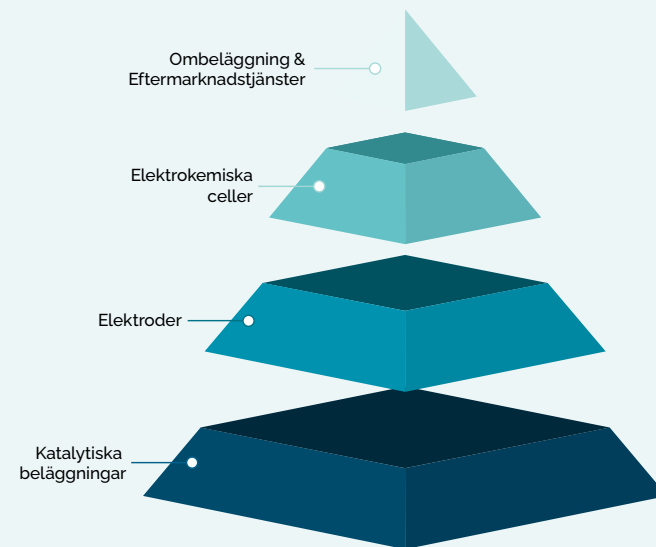 Ombeläggning &
Eftermarknadstjänster
Elektrokemiska
celler
Elektroder
Katalytiska
beläggningar